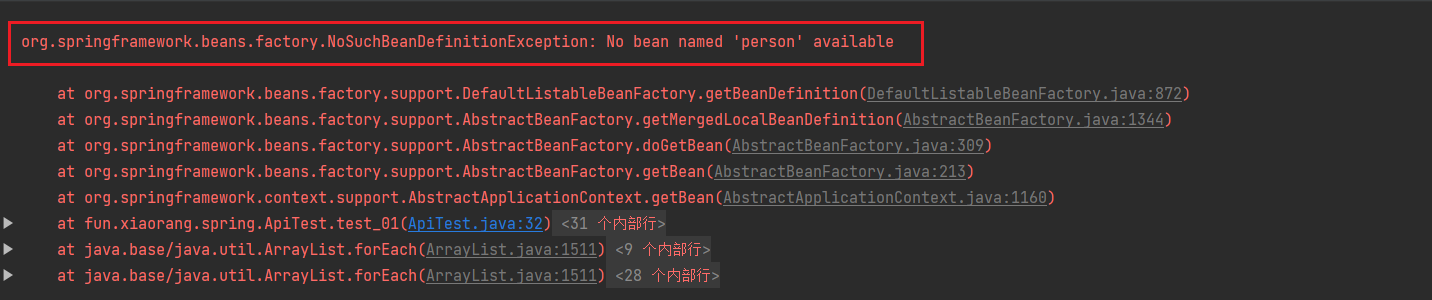 org.springframework.beans.factory.NoSuchBeanDefinitionException: No bean named 'person' available
at org.springframework.beans.factory.support.DefaultListableBeanFactory.getBeanDefinition(DefaultListableBeanFactory.java:872)
at org.springframework.beans.factory.support.AbstractBeanFactory.getMergedLocalBeanDefinition(AbstractBeanFactory.java:1344)
at org.springframework.beans.factory.support.AbstractBeanFactory.doGetBean(AbstractBeanFactory.java:309)
at org.springframework.beans.factory.support.AbstractBeanFactory.getBean(AbstractBeanFactory.java:213)
at org.springframework.context.support.AbstractApplicationContext.getBean(AbstractApplicationContext.java:1160)
at fun.xiaorang.spring.ApiTest.test_01(ApiTest.java:32) <31 个内部行>
at java.base/java.util.ArrayList.forEach(ArrayList.java:1511) <9 个内部行>
at java.base/java.util.ArrayList.forEach(ArrayList.java:1511) <28 个内部行>